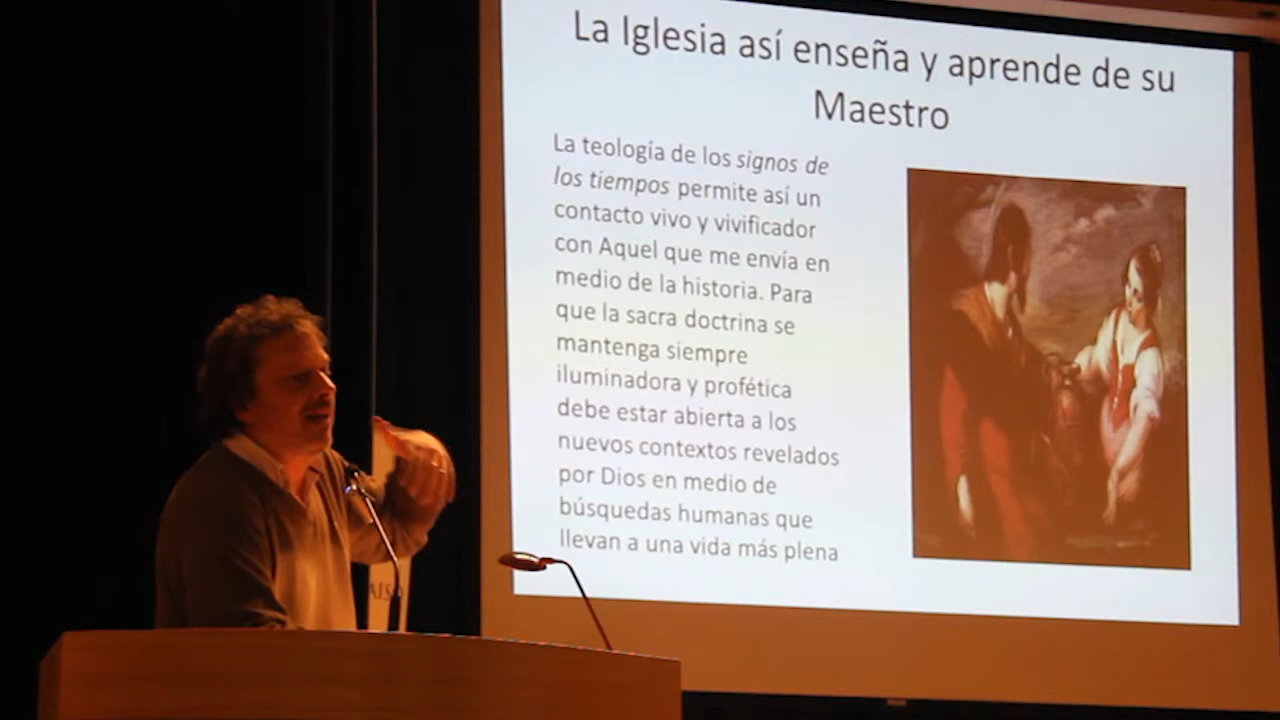 La Iglesia así enseña y aprende de su
Maestro
La teología de los signos de
los tiempos permite así un
contacto vivo y vivificador
con Aquel que me envía en
medio de la historia. Para
que la sacra doctrina se
mantenga siempre
iluminadora y profética
debe estar abierta a los
nuevos contextos revelados
por Dios en medio de
búsquedas humanas que
llevan a una vida más plena